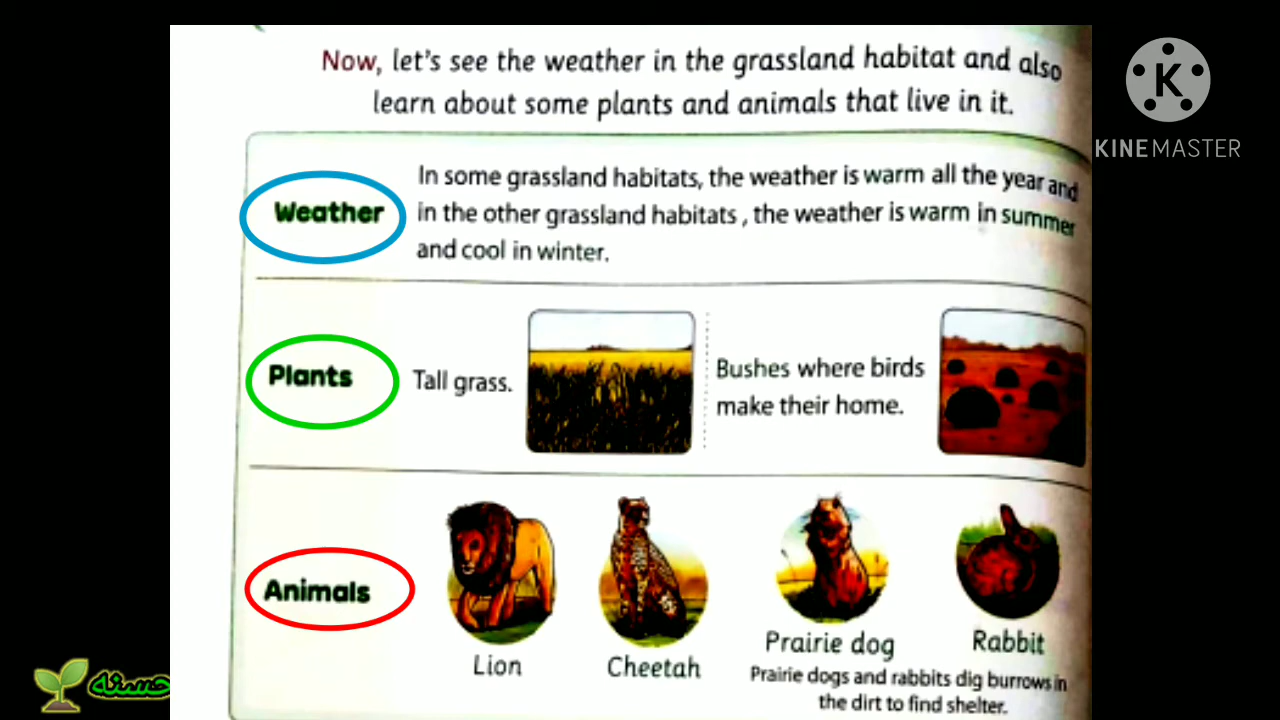 Now, let's see the weather in the grassland habitat and also
learn about some plants and animals that live in it.
KINEMASTER
Weather
In some grassland habitats, the weather is warm all the year and
in the other grassland habitats , the weather is warm in summer
and cool in winter.
Plants
Tall grass.
Bushes where birds
make their home.
Animals
Lion
Cheetah
Prairie dog
Rabbit
Prairie dogs and rabbits dig burrows in
the dirt to find shelter.
حسنه